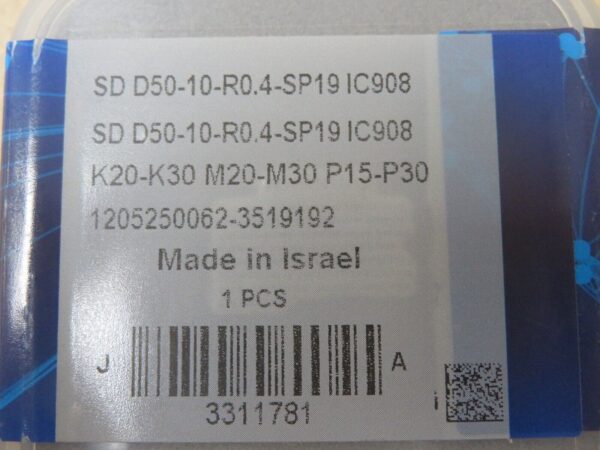 SD D50-10-R0.4-SP19 IC908
SD D50-10-R0.4-SP19 IC908
K20-K30 M20-M30 P15-P30
1205250062-3519192
Made in Israel
1 PCS
J A
3311781
i